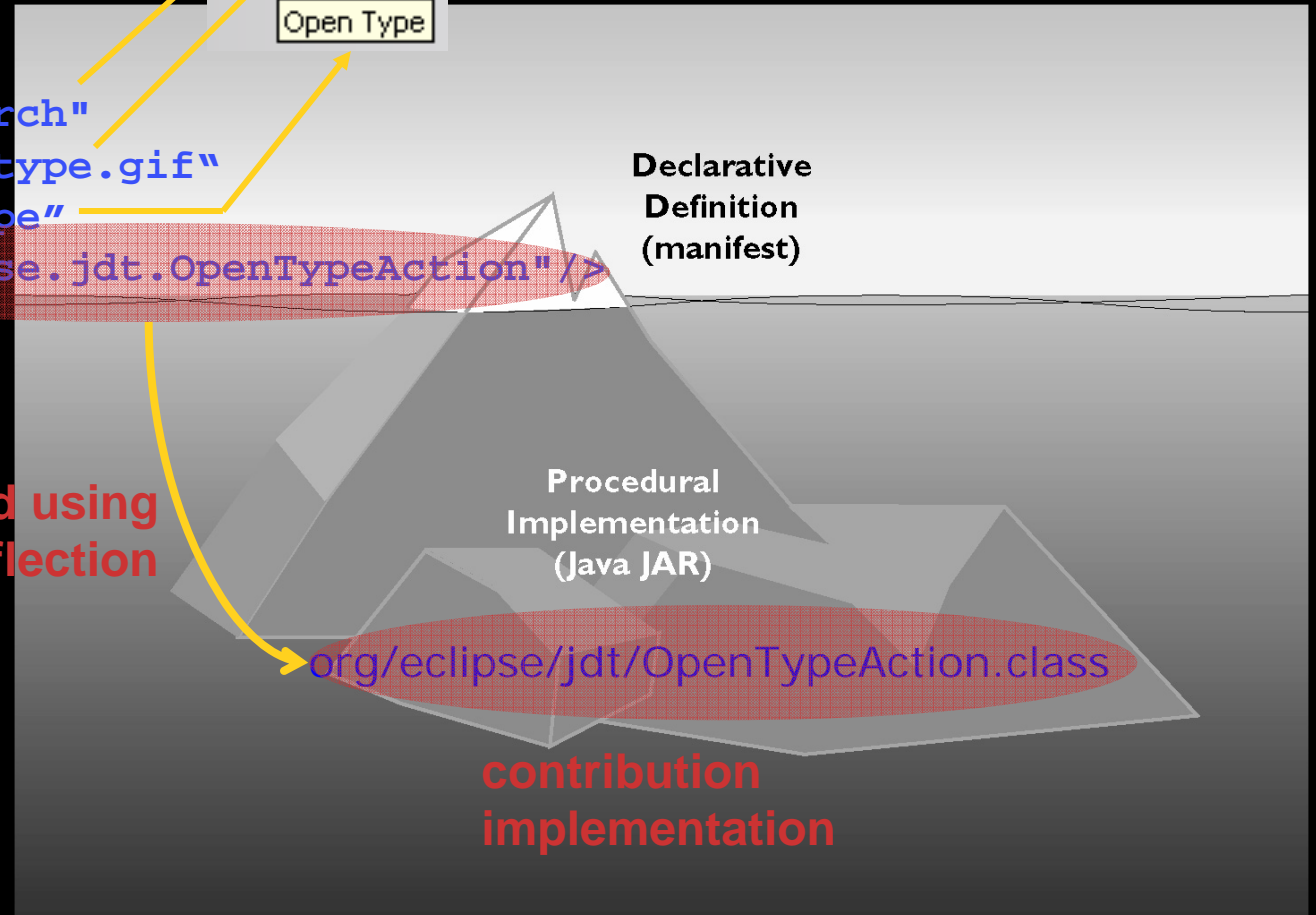 Open Type
rch"
type.gif“
pe”
se.jdt.OpenTypeAction"/>
Declarative
Definition
(manifest)
d using
flection
Procedural
Implementation
(Java JAR)
org/eclipse/jdt/OpenTypeAction.class
contribution
implementation